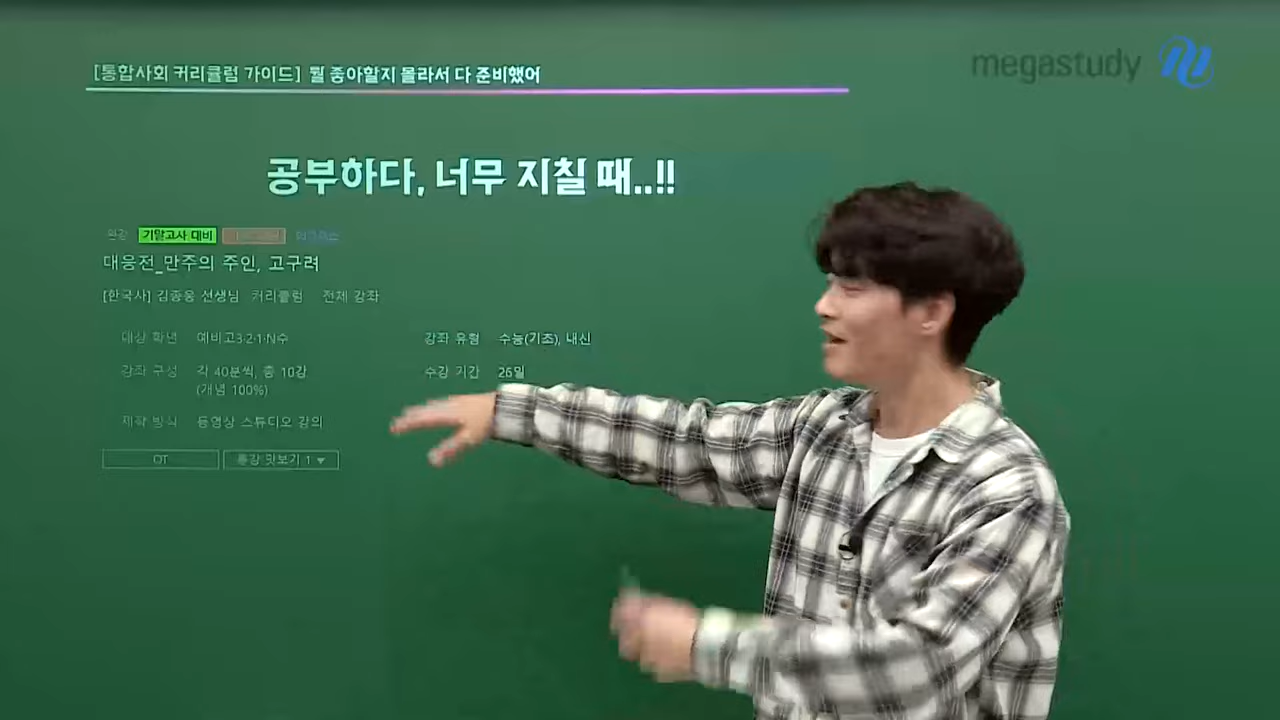 [통합사회 커리큘럼 가이드] 뭘 좋아할지 몰라서 다 준비했어
megastudy
공부하다, 너무 지칠 때..!!
완강 기말고사 대비
대웅전_만주의 주인, 고구려
[한국사] 김종웅 선생님 커리큘럼 전체 강좌
대상 학년 예비고3·2·1·N수
강좌 유형 수능(기초), 내신
강좌 구성 각 40분씩, 총 10강
(개념 100%)
수강 기간 26일
제작 방식 동영상 스튜디오 강의
OT
특강 맛보기 1 ▼